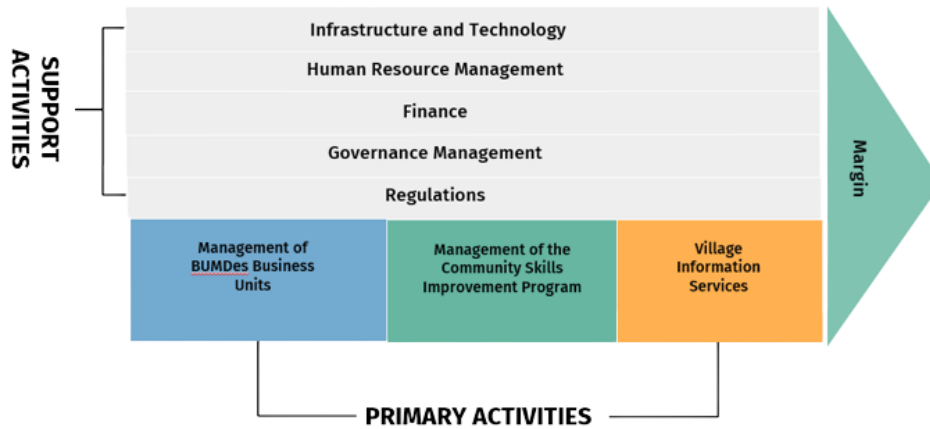 SUPPORT
ACTIVITIES
Infrastructure and Technology
Human Resource Management
Finance
Governance Management
Regulations
Margin
Management of
BUMDes Business
Units
Management of the
Community Skills
Improvement Program
Village
Information
Services
PRIMARY ACTIVITIES